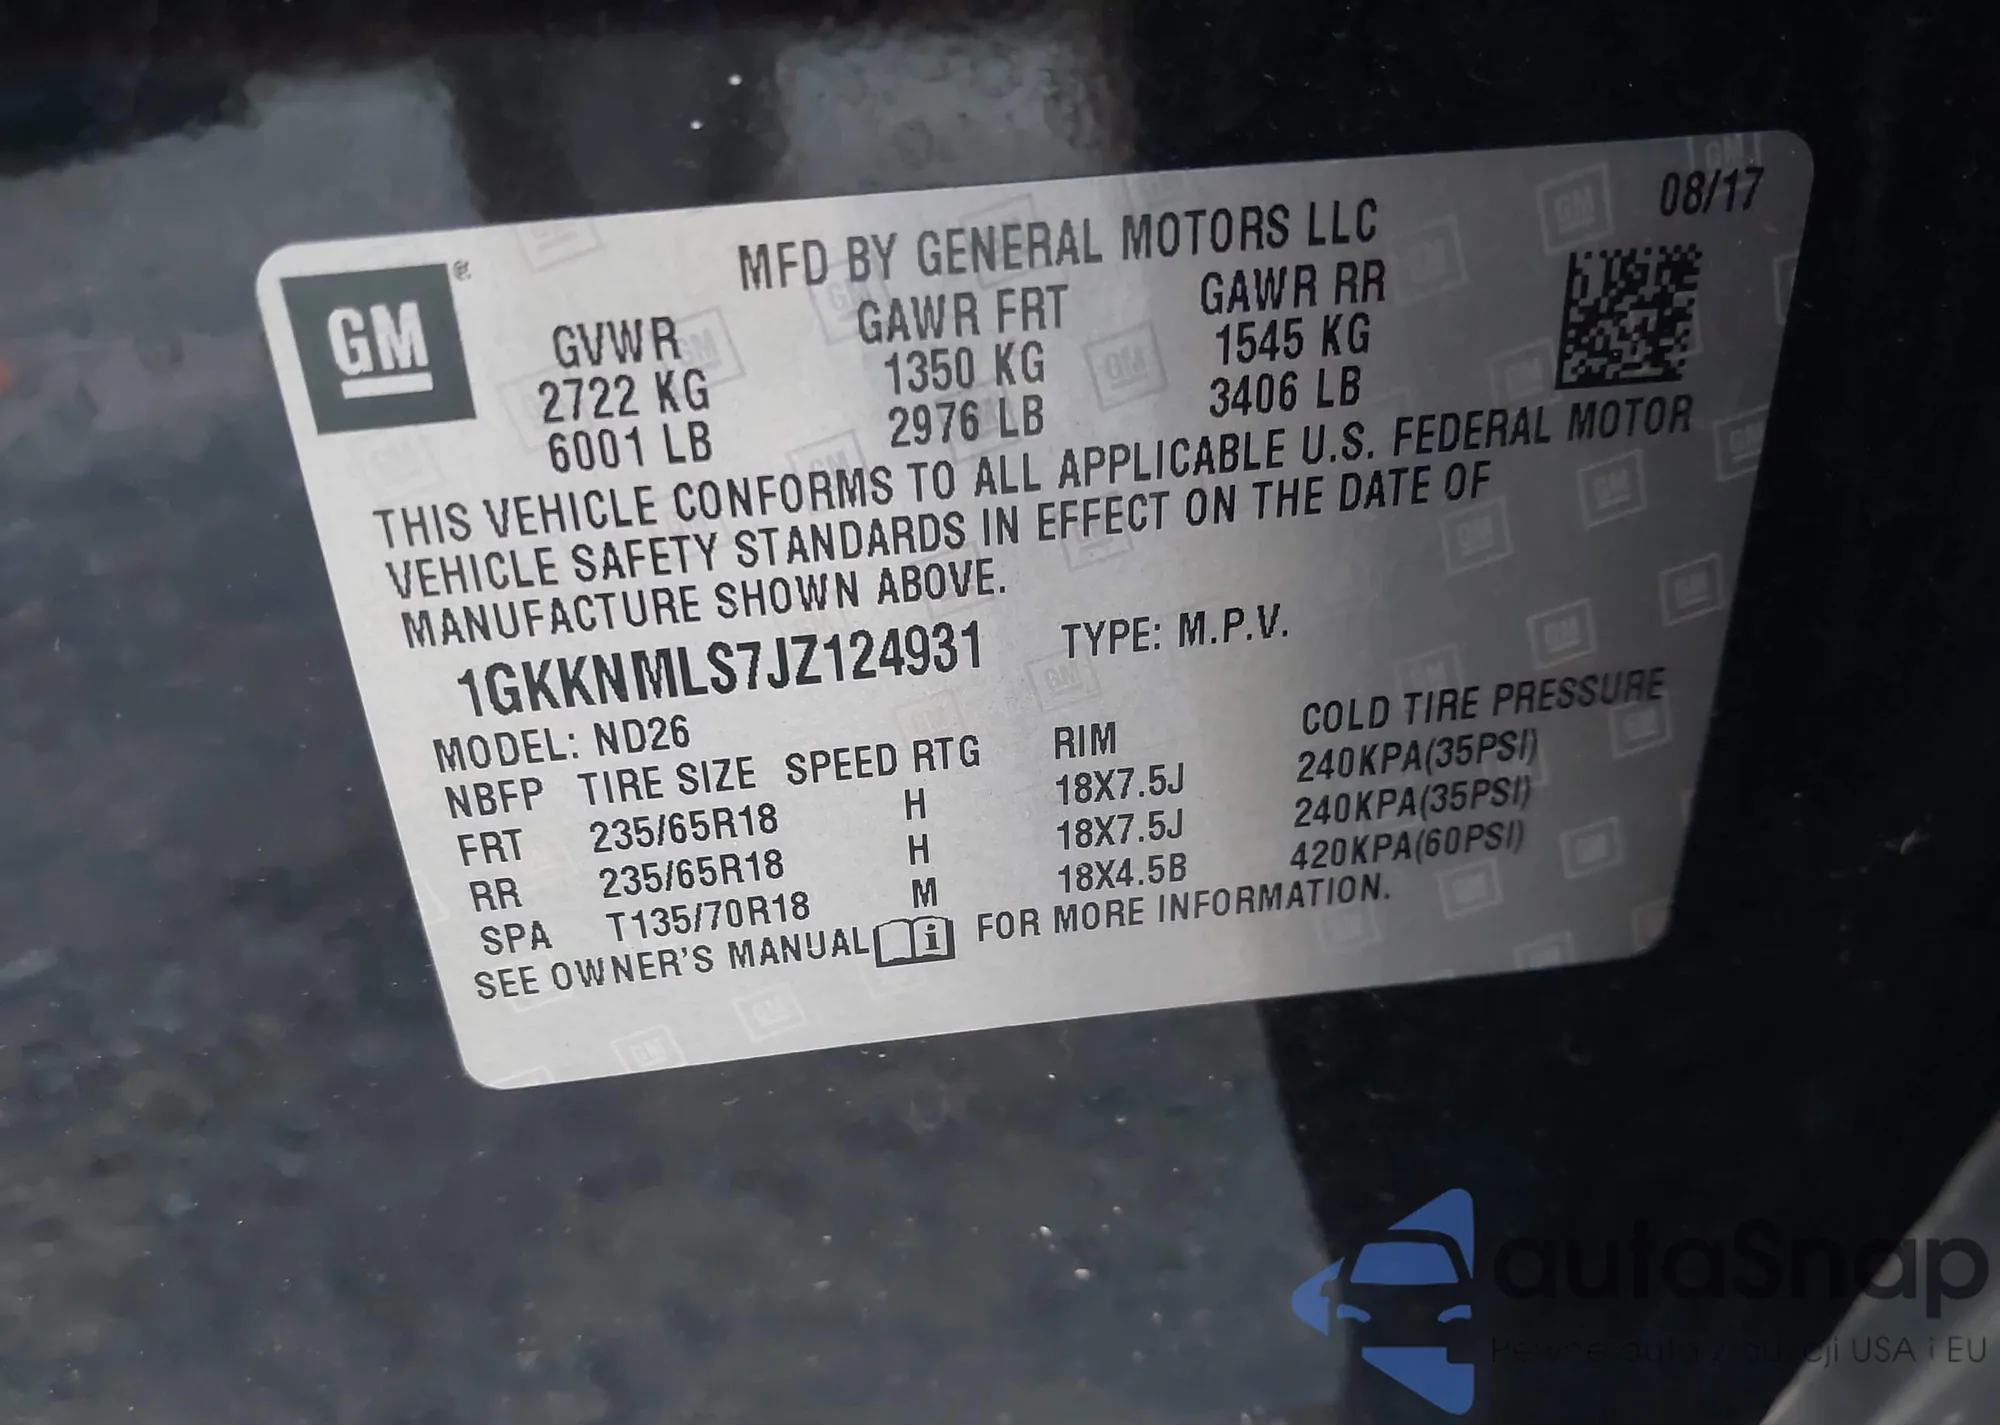 08/17
MFD BY GENERAL MOTORS LLC
GM ®
GVWR GAWR FRT GAWR RR
2722 KG 1350 KG 1545 KG
6001 LB 2976 LB 3406 LB
THIS VEHICLE CONFORMS TO ALL APPLICABLE U.S. FEDERAL MOTOR
VEHICLE SAFETY STANDARDS IN EFFECT ON THE DATE OF
MANUFACTURE SHOWN ABOVE.
1GKKNMLS7JZ124931 TYPE: M.P.V.
MODEL: ND26
NBFP TIRE SIZE SPEED RTG RIM COLD TIRE PRESSURE
FRT 235/65R18 H 18X7.5J 240KPA(35PSI)
RR 235/65R18 H 18X7.5J 240KPA(35PSI)
SPA T135/70R18 M 18X4.5B 420KPA(60PSI)
SEE OWNER'S MANUAL i FOR MORE INFORMATION.
autaSnap
auta z USA i EU